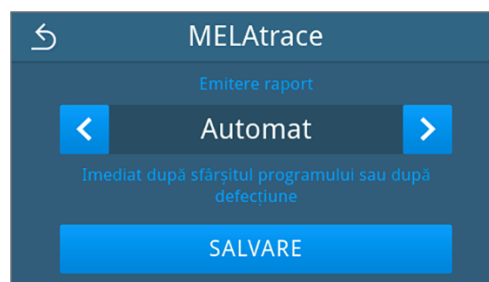 MELAtrace
Emitere raport
Automat
Imediat după sfârșitul programului sau după
defecțiune
SALVARE